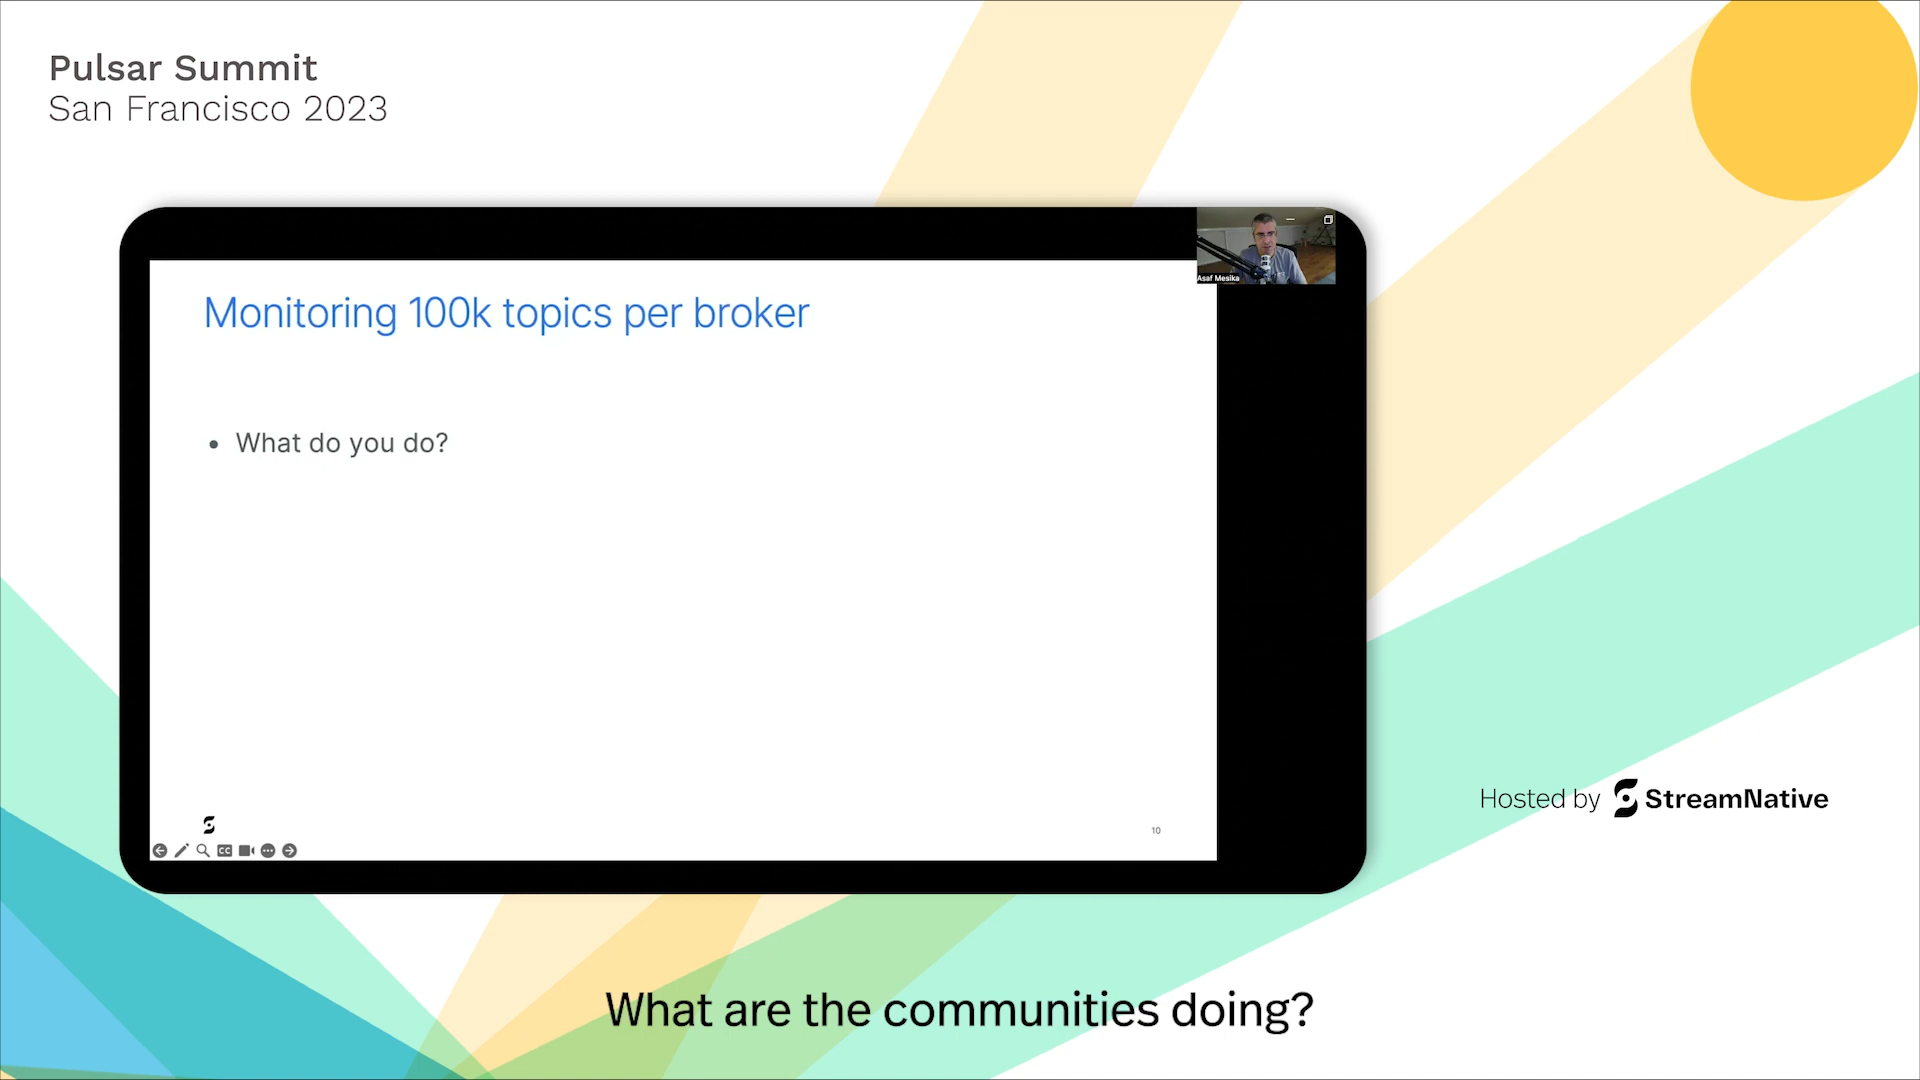 Pulsar Summit
San Francisco 2023
Asaf Mesika
Monitoring 100k topics per broker
• What do you do?
10
CC
Hosted by StreamNative
What are the communities doing?